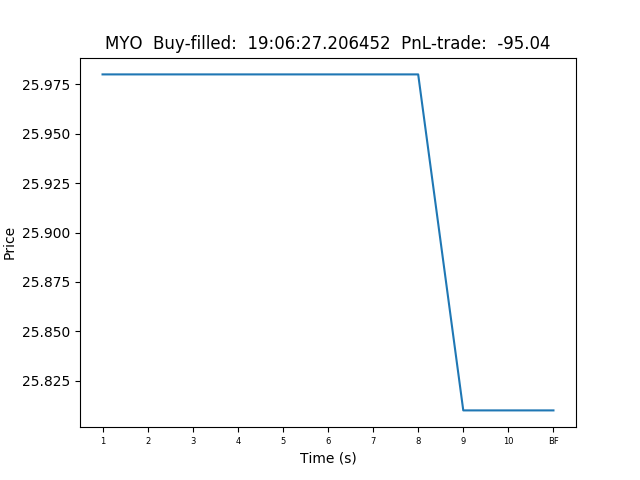 MYO  Buy-filled:  19:06:27.206452  PnL-trade:  -95.04
Price
25.975
25.950
25.925
25.900
25.875
25.850
25.825
1 2 3 4 5 6 7 8 9 10 BF
Time (s)